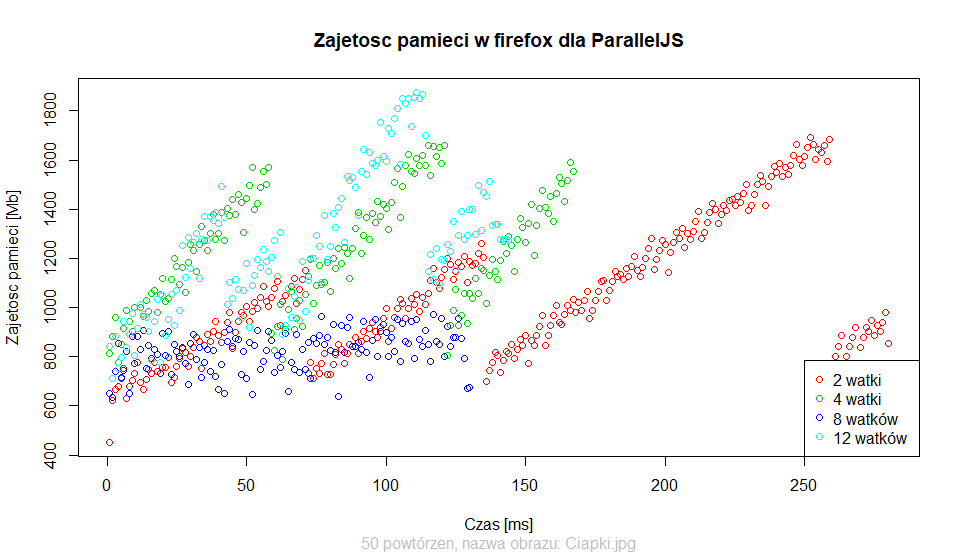 Zajetosc pamieci w firefox dla ParallelJS
Zajetosc pamieci [Mb]
1800
1600
1400
1200
1000
800
600
400
0 50 100 150 200 250
2 watki
4 watki
8 watków
12 watków
Czas [ms]
50 powtórzen, nazwa obrazu: Ciapki.jpg